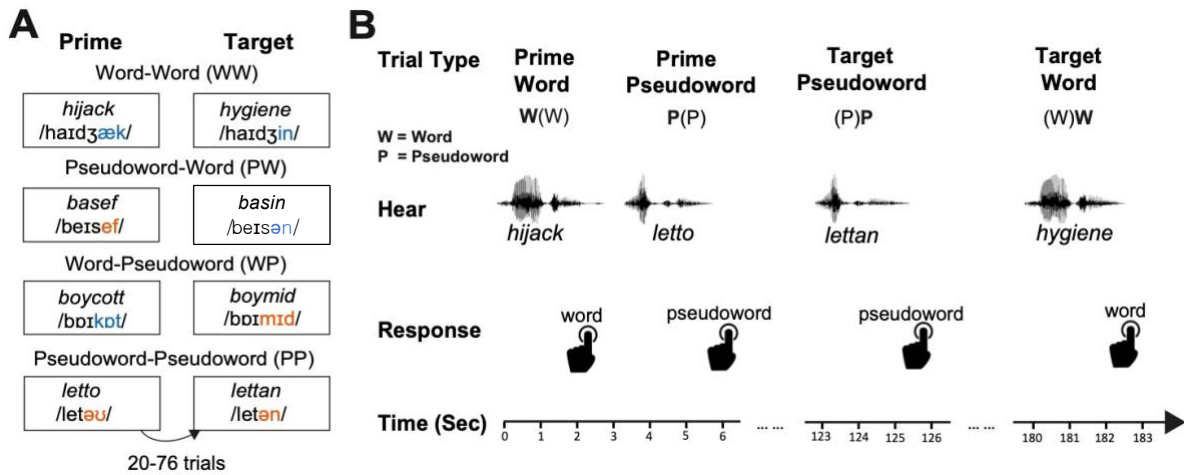 A
Prime Target
Word-Word (WW)
hijack hygiene
/haɪdʒæk/ /haɪdʒin/
Pseudoword-Word (PW)
basef basin
/beɪsef/ /beɪsən/
Word-Pseudoword (WP)
boycott boymid
/bɒɪkɒt/ /bɒɪmɪd/
Pseudoword-Pseudoword (PP)
letto lettan
/letəʊ/ /letən/
20-76 trials
B
Trial Type
Prime Prime Target Target
Word Pseudoword Pseudoword Word
W(W) P(P) (P)P (W)W
W = Word
P = Pseudoword
Hear
hijack letto lettan hygiene
Response
word pseudoword pseudoword word
Time (Sec)
0 1 2 3 4 5 6 ... ... 123 124 125 126 ... ... 180 181 182 183